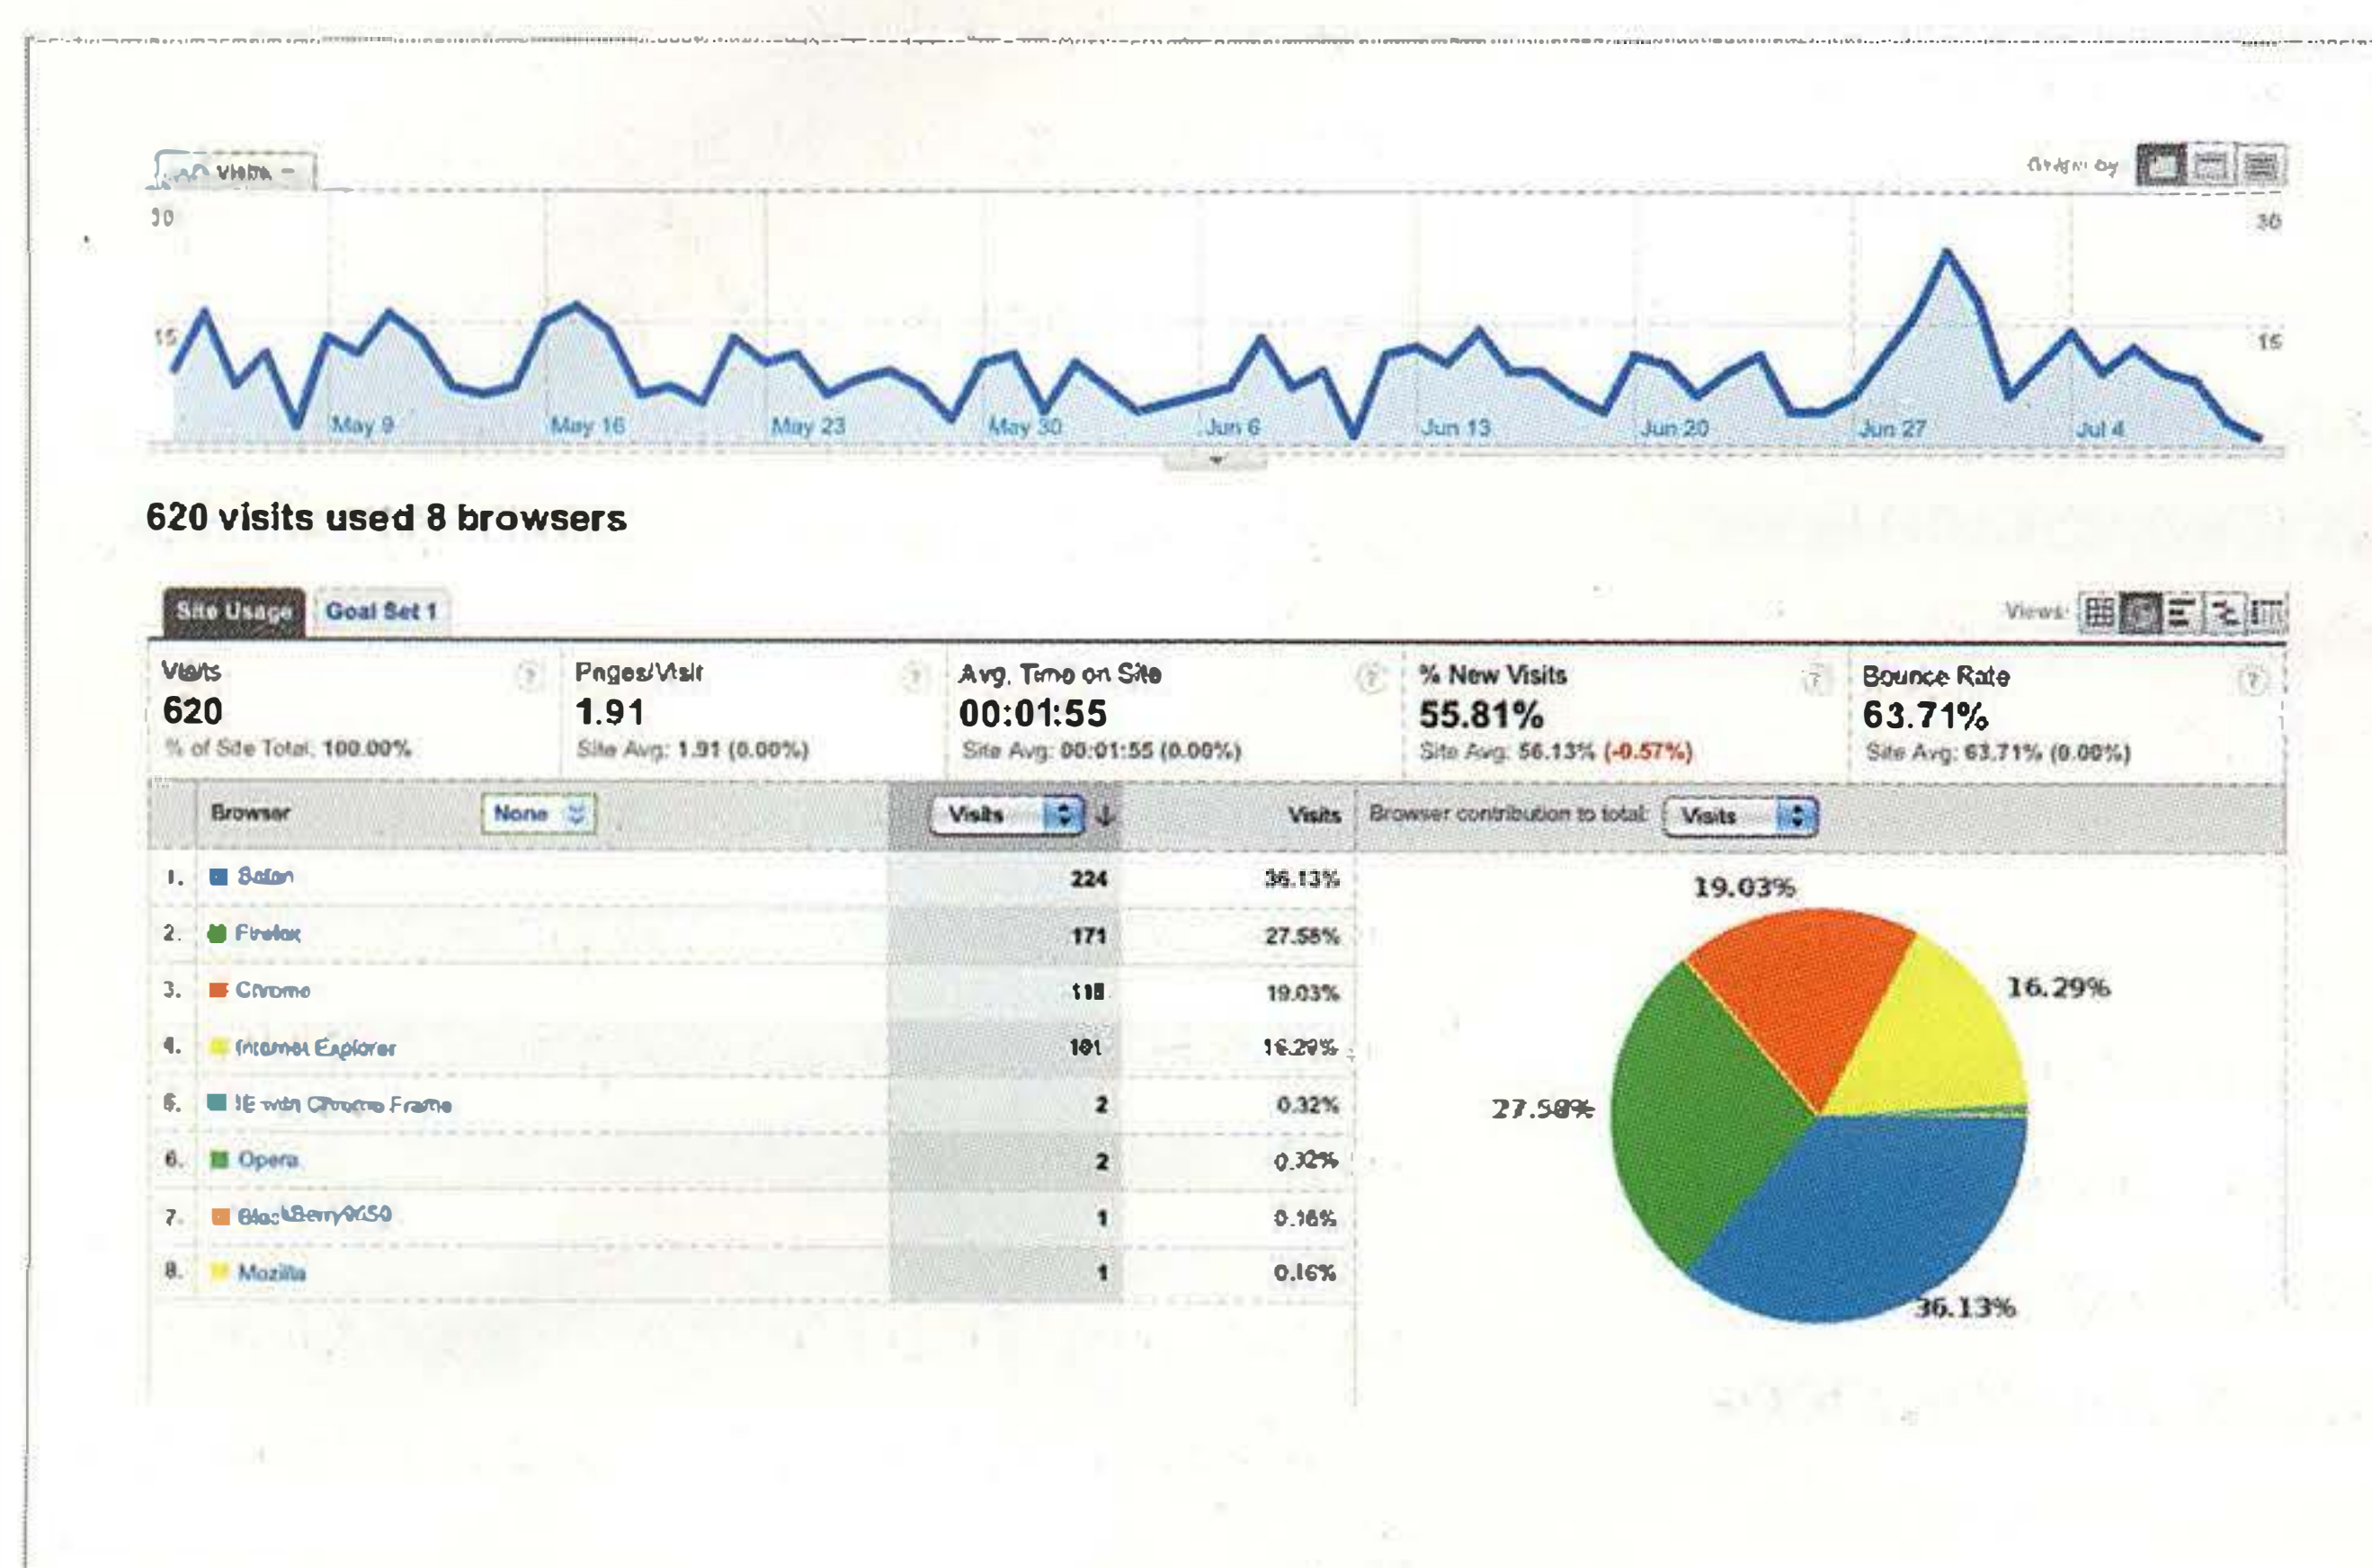 Visits
30 30
15 15
May 9 May 16 May 23 May 30 Jun 6 Jun 13 Jun 20 Jun 27 Jul 4
620 visits used 8 browsers
Site Usage Goal Set 1 Views:
Visits Pages/Visit Avg. Time on Site % New Visits Bounce Rate
620 1.91 00:01:55 55.81% 63.71%
% of Site Total: 100.00% Site Avg: 1.91 (0.00%) Site Avg: 00:01:55 (0.00%) Site Avg: 56.13% (-0.57%) Site Avg: 63.71% (0.00%)
Browser None Visits Visits Browser contribution to total: Visits
1. Safari 224 36.13%
2. Firefox 171 27.58%
3. Chrome 118 19.03%
4. Internet Explorer 101 16.29%
5. IE with Chrome Frame 2 0.32%
6. Opera 2 0.32%
7. 1 0.16%
8. Mozilla 1 0.16%
19.03%
16.29%
27.58%
36.13%